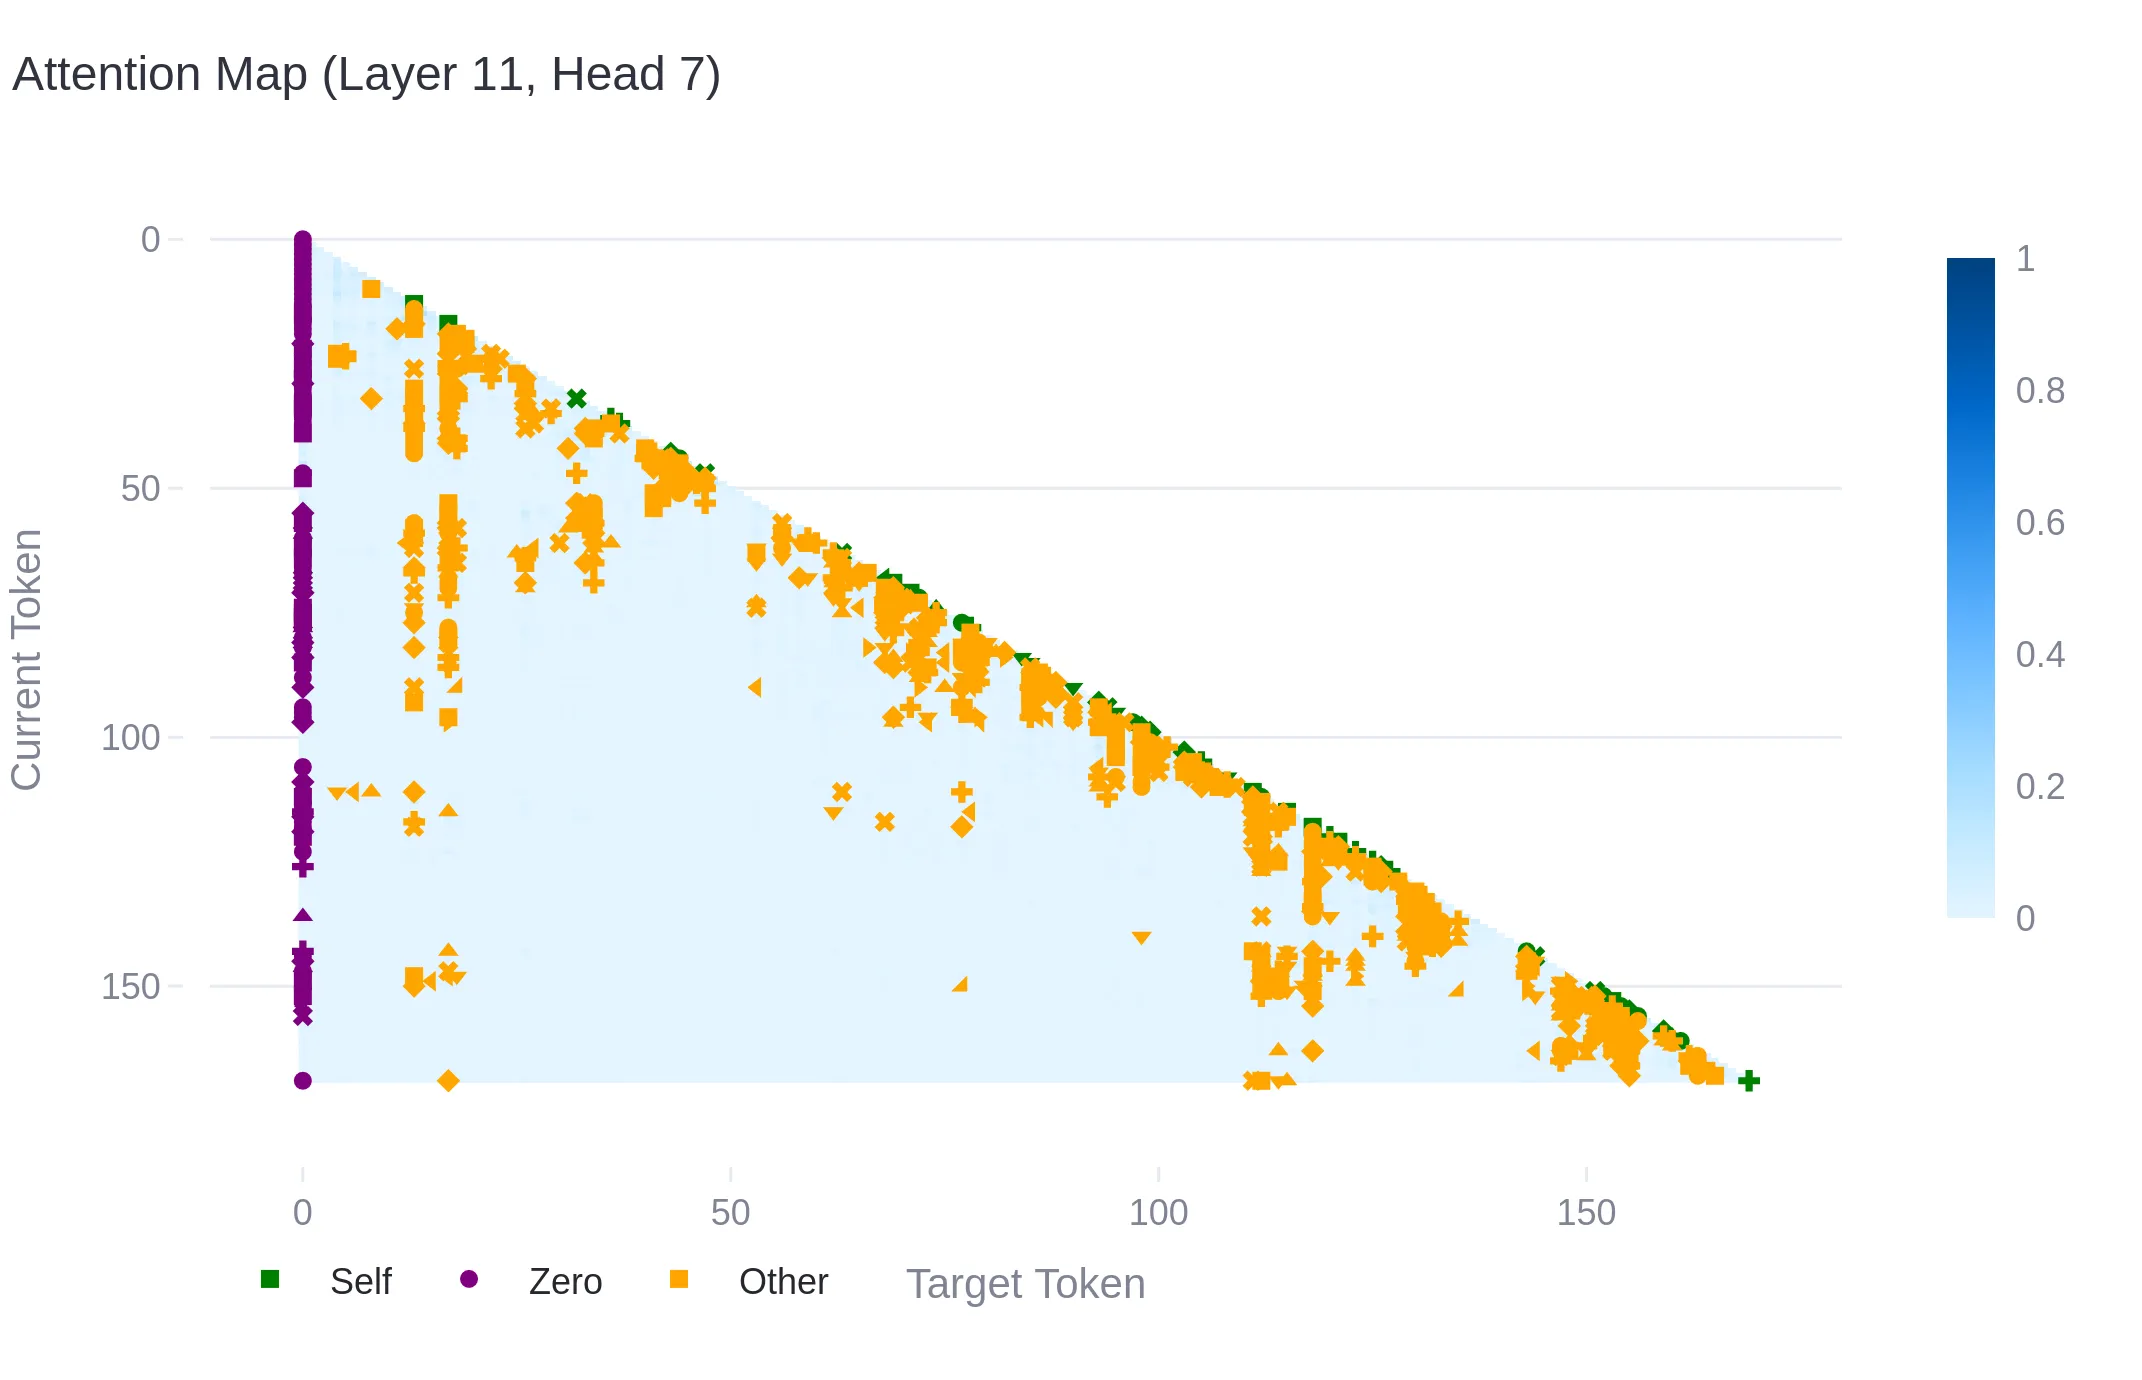 Attention Map (Layer 11, Head 7)
0
50
100
150
Current Token
1
0.8
0.6
0.4
0.2
0
0 50 100 150
Self Zero Other Target Token